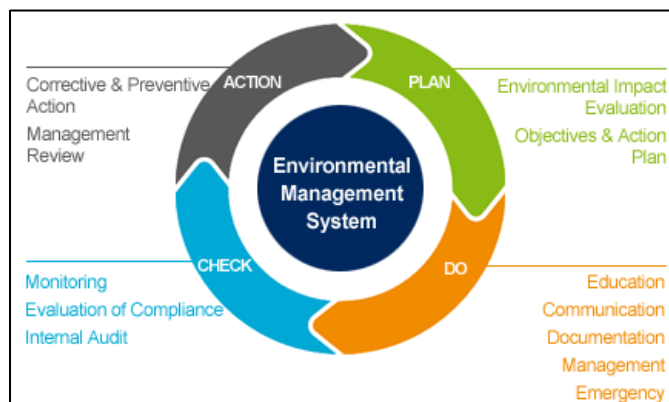 ACTION
Corrective & Preventive
Action
Management
Review
PLAN
Environmental Impact
Evaluation
Objectives & Action
Plan
Environmental
Management
System
CHECK
Monitoring
Evaluation of Compliance
Internal Audit
DO
Education
Communication
Documentation
Management
Emergency